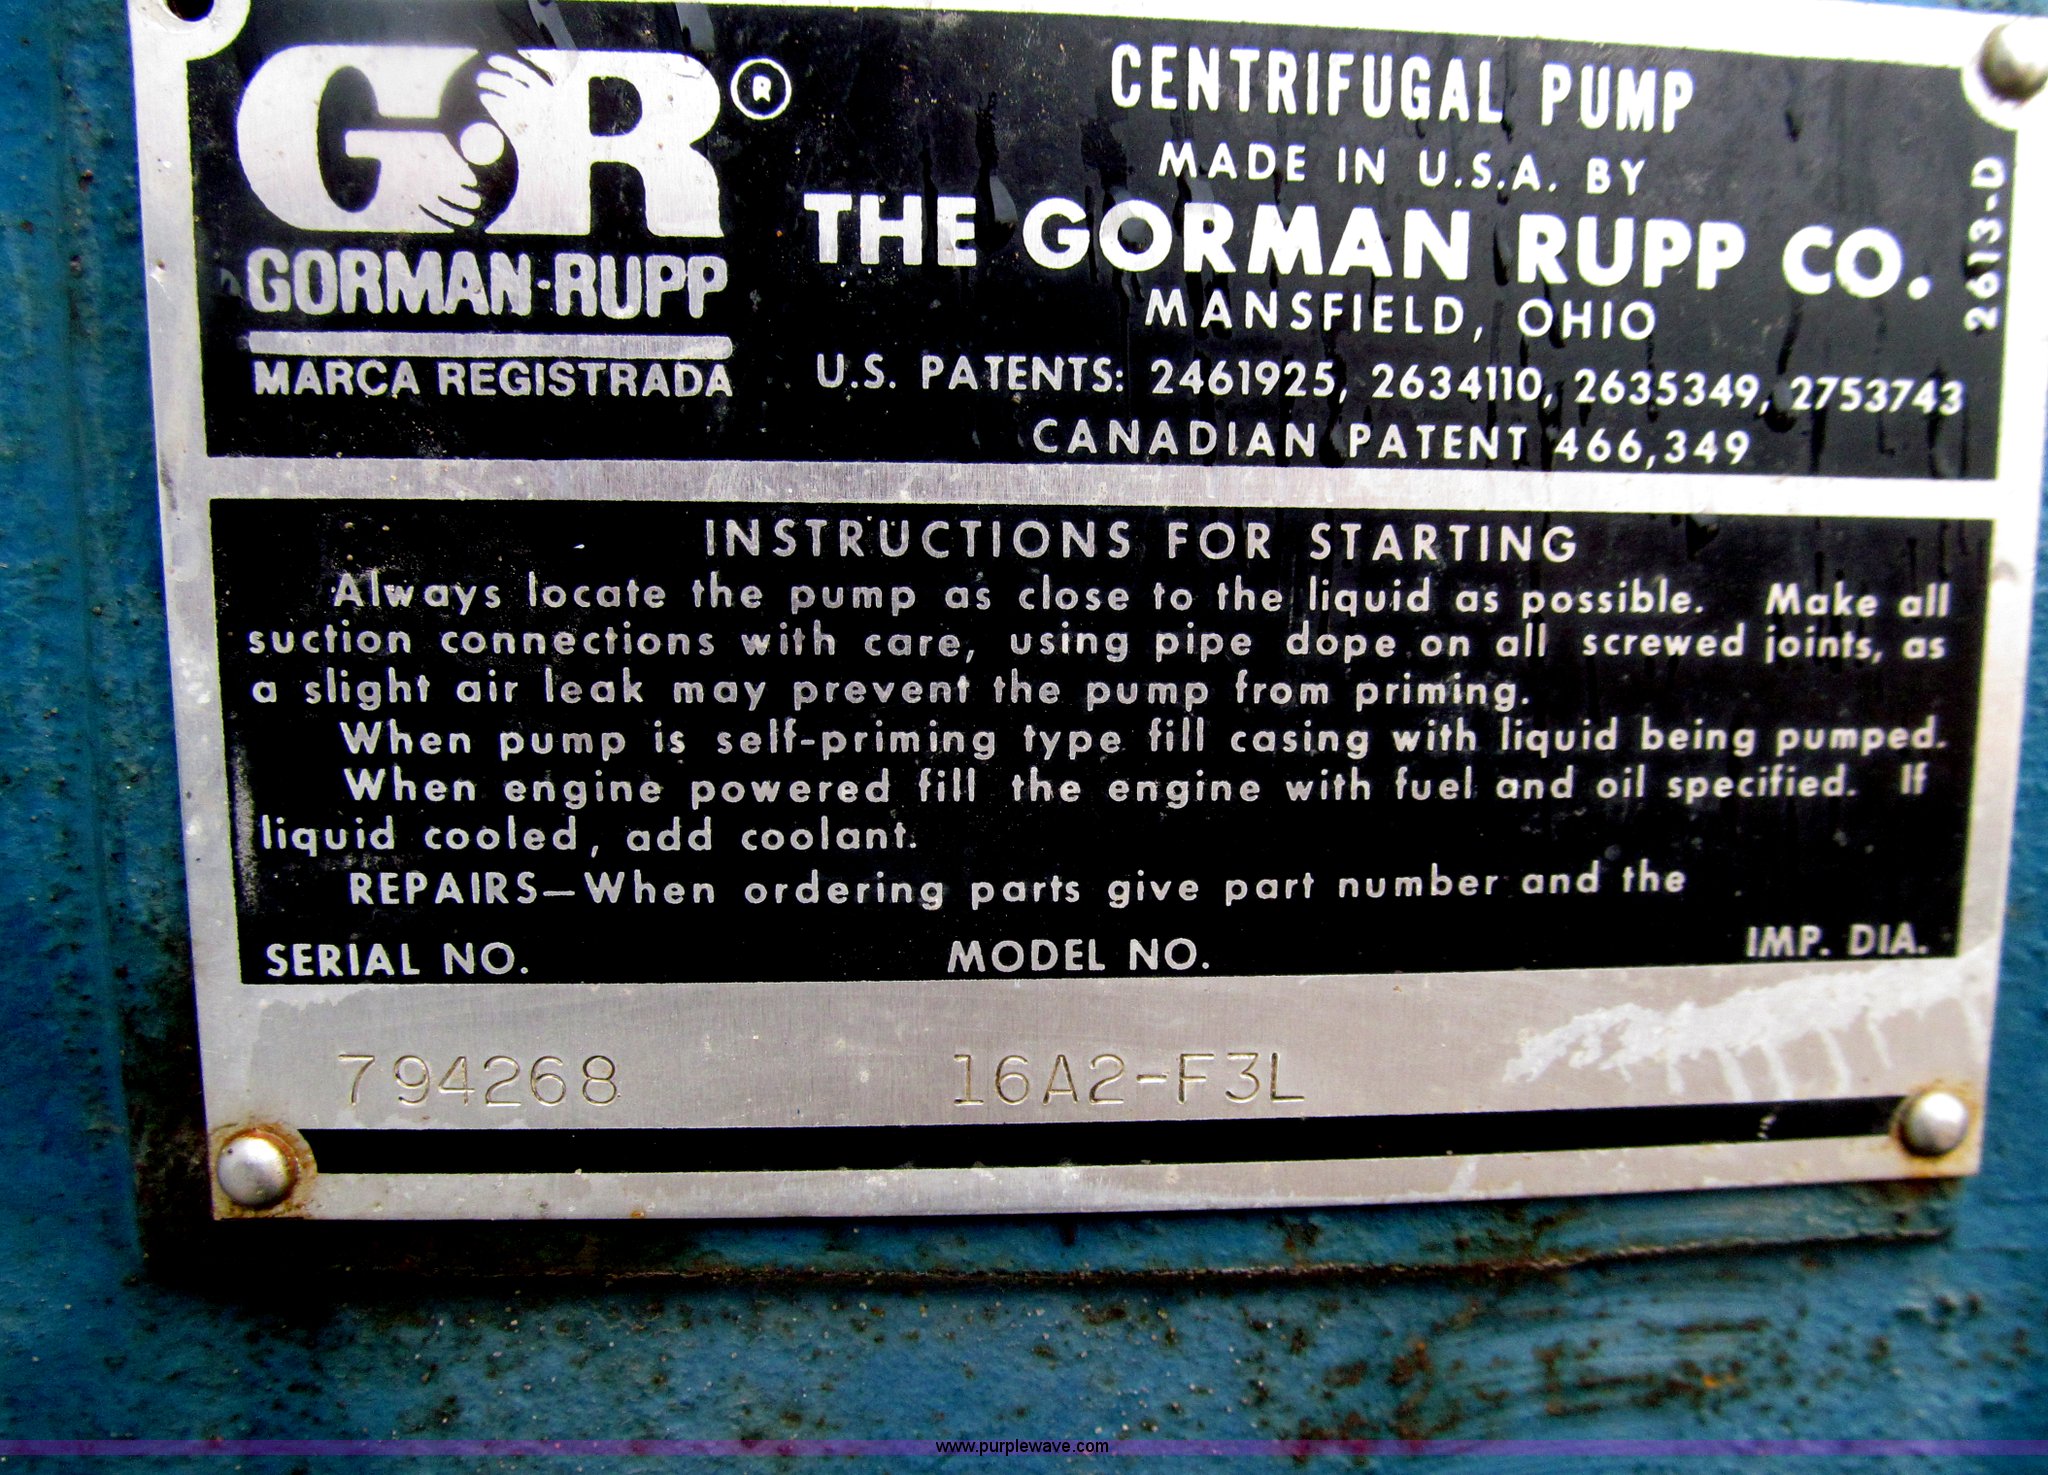 GR®
GORMAN-RUPP
MARCA REGISTRADA
CENTRIFUGAL PUMP
MADE IN U.S.A. BY
THE GORMAN RUPP CO.
MANSFIELD, OHIO
U.S. PATENTS: 2461925, 2634110, 2635349, 2753743
CANADIAN PATENT 466,349
2613-D
INSTRUCTIONS FOR STARTING
Always locate the pump as close to the liquid as possible. Make all
suction connections with care, using pipe dope on all screwed joints, as
a slight air leak may prevent the pump from priming.
When pump is self-priming type fill casing with liquid being pumped.
When engine powered fill the engine with fuel and oil specified. If
liquid cooled, add coolant.
REPAIRS—When ordering parts give part number and the
SERIAL NO. MODEL NO. IMP. DIA.
794268 16A2-F3L
www.purplewave.com